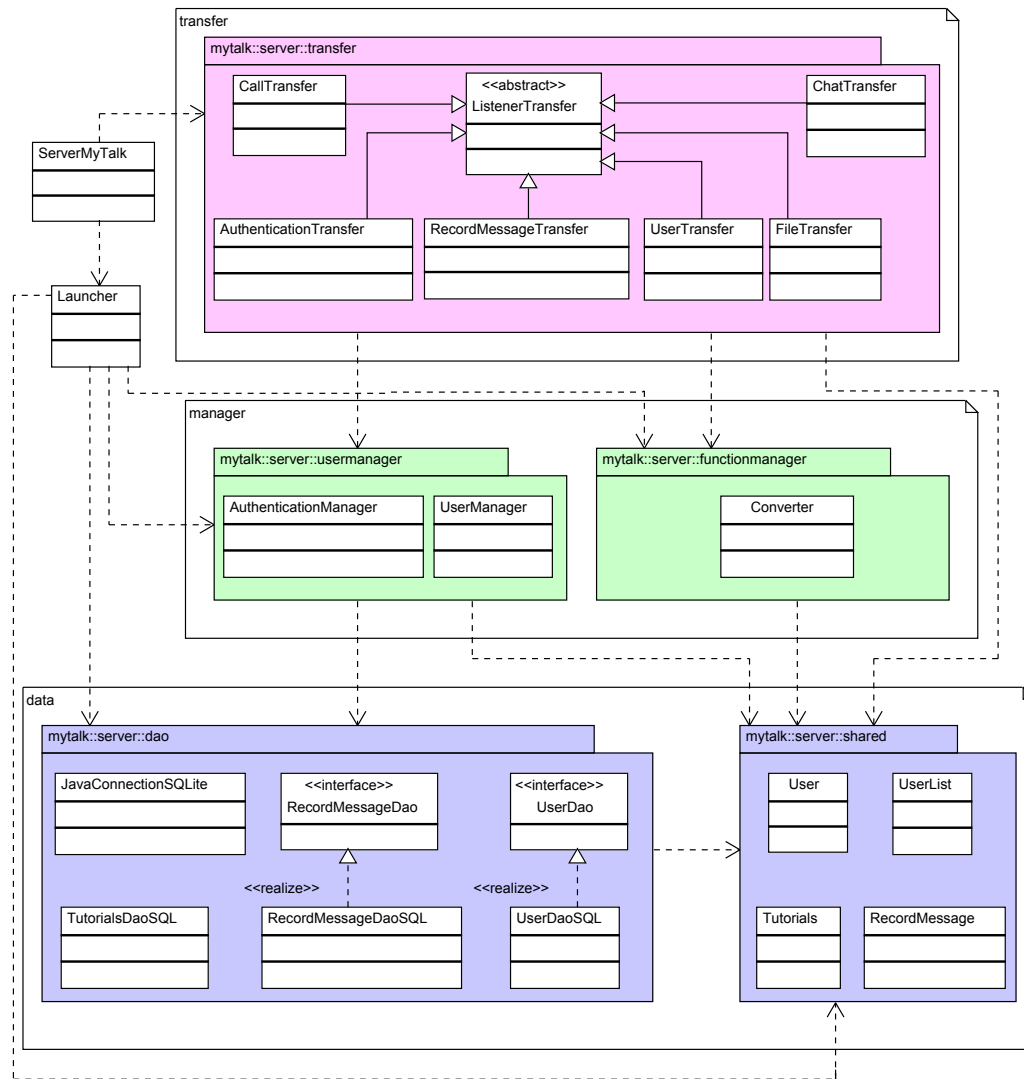 transfer
mytalk::server::transfer
CallTransfer
<<abstract>>
ListenerTransfer
ChatTransfer
ServerMyTalk
AuthenticationTransfer
RecordMessageTransfer
UserTransfer
FileTransfer
Launcher
manager
mytalk::server::usermanager
mytalk::server::functionmanager
AuthenticationManager
UserManager
Converter
data
mytalk::server::dao
mytalk::server::shared
JavaConnectionSQLite
<<interface>>
RecordMessageDao
<<interface>>
UserDao
User
UserList
<<realize>>
<<realize>>
TutorialsDaoSQL
RecordMessageDaoSQL
UserDaoSQL
Tutorials
RecordMessage